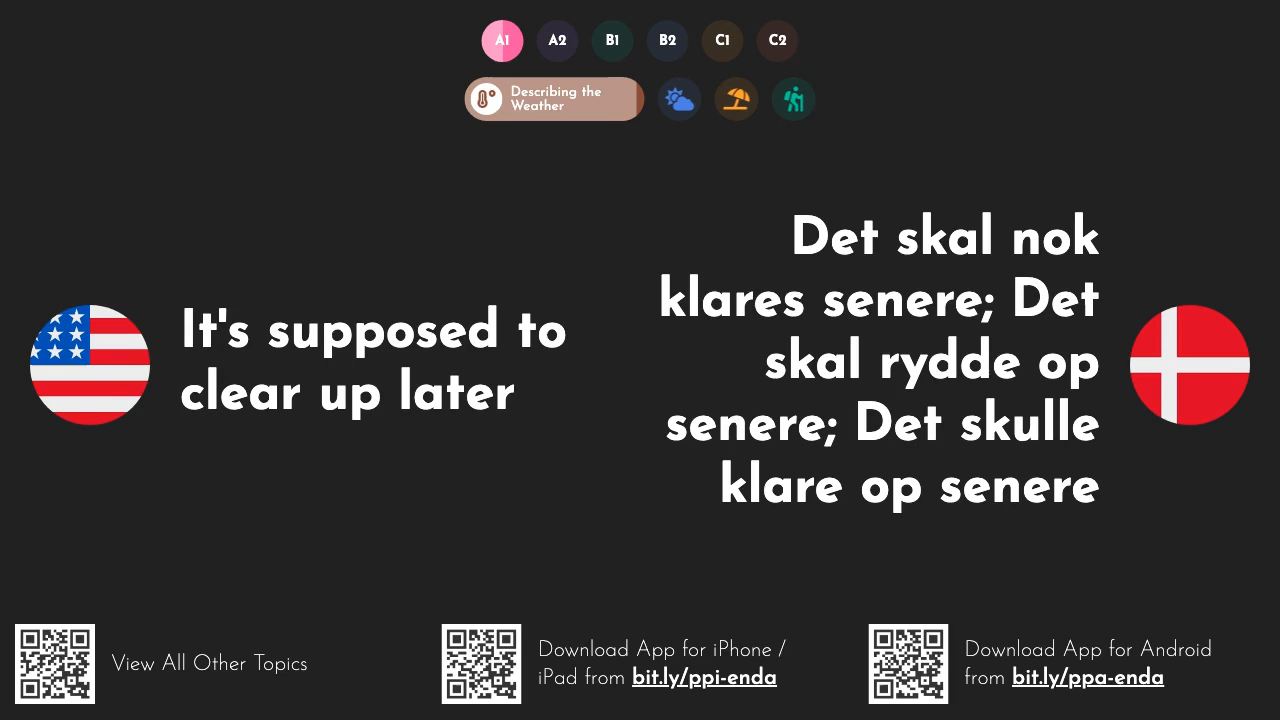 A1 A2 B1 B2 C1 C2
Describing the
Weather
It's supposed to
clear up later
Det skal nok
klares senere; Det
skal rydde op
senere; Det skulle
klare op senere
View All Other Topics
Download App for iPhone /
iPad from bit.ly/ppi-enda
Download App for Android
from bit.ly/ppa-enda